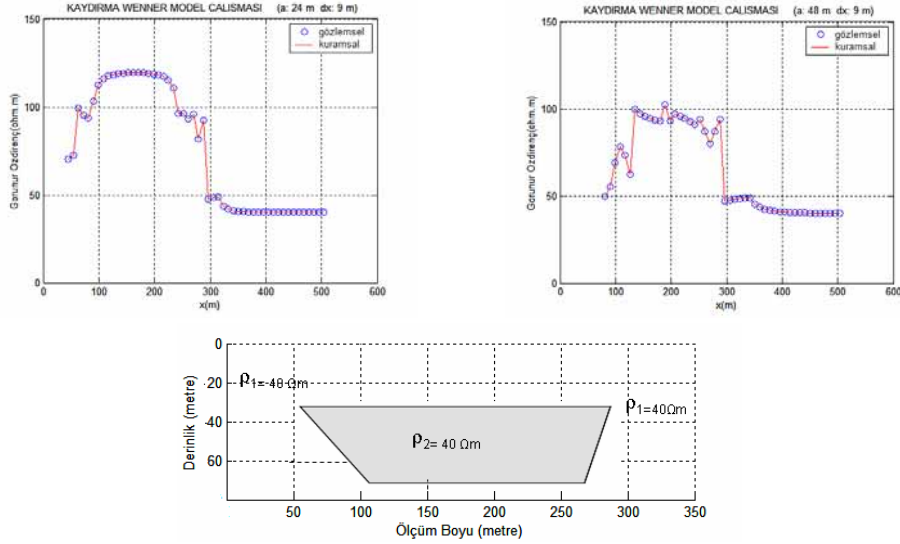 KAYDIRMA WENNER MODEL CALISMASI (a: 24 m dx: 9 m)
150
100
50
0
Gorunur Ozdirenç(ohm.m)
gözlemsel
kuramsal
0 100 200 300 400 500 600
x(m)
KAYDIRMA WENNER MODEL CALISMASI (a: 48 m dx: 9 m)
150
100
50
0
Gorunur Ozdirenç(ohm.m)
gözlemsel
kuramsal
0 100 200 300 400 500 600
x(m)
0
20
40
60
Derinlik (metre)
ρ1= 40 Ωm
ρ1=40Ωm
ρ2= 40 Ωm
50 100 150 200 250 300 350
Ölçüm Boyu (metre)